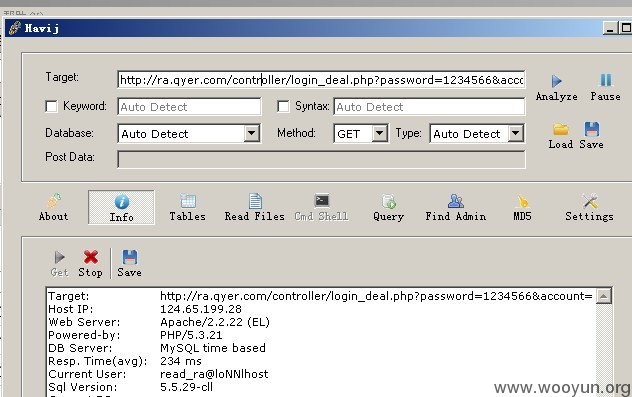 Havij
Target: http://ra.qyer.com/controller/login_deal.php?password=1234566&acco
Analyze Pause
Keyword: Auto Detect Syntax: Auto Detect
Database: Auto Detect Method: GET Type: Auto Detect
Load Save
Post Data:
About Info Tables Read Files Cmd Shell Query Find Admin MD5 Settings
Get Stop Save
Target: http://ra.qyer.com/controller/login_deal.php?password=1234566&account=
Host IP: 124.65.199.28
Web Server: Apache/2.2.22 (EL)
Powered-by: PHP/5.3.21
DB Server: MySQL time based
Resp. Time(avg): 234 ms
Current User: read_ra@loNNlhost
Sql Version: 5.5.29-cll
www.wooyun.org